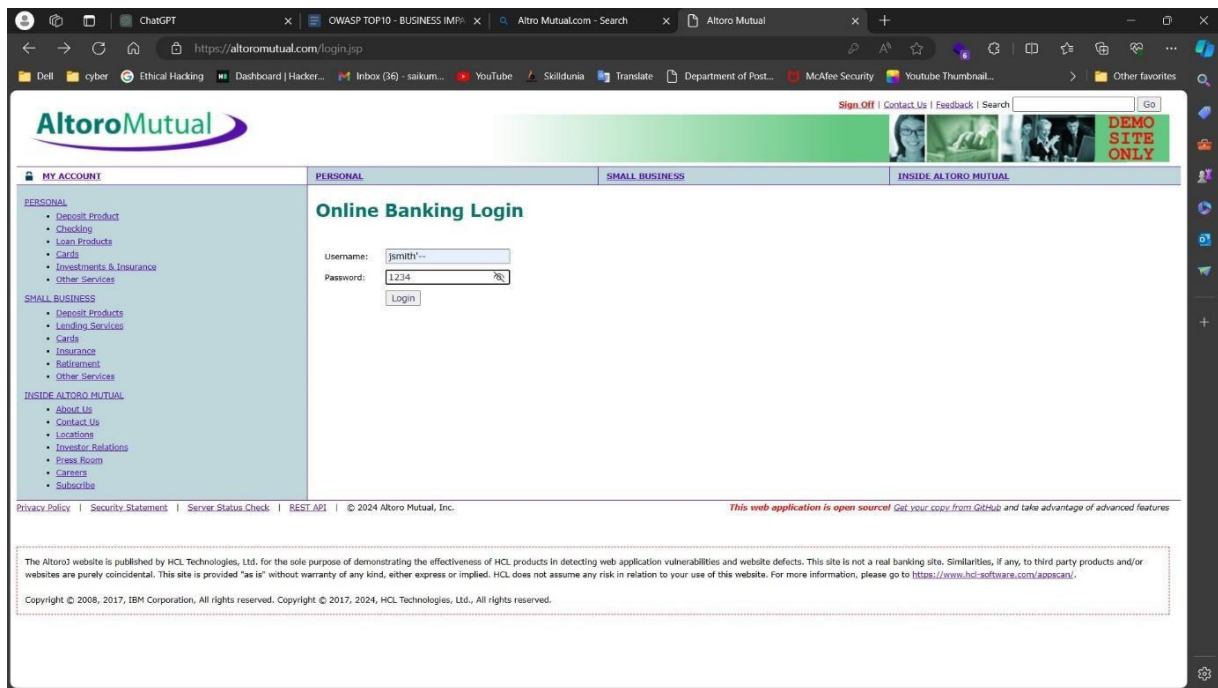 ChatGPT
OWASP TOP10 - BUSINESS IMPA
Altro Mutual.com - Search
Altoro Mutual
https://altoromutual.com/login.jsp
6
Dell cyber Ethical Hacking Dashboard | Hacker... Inbox (36) - saikum... YouTube Skilldunia Translate Department of Post... McAfee Security Youtube Thumbnail... Other favorites
Sign Off | Contact Us | Feedback | Search Go
AltoroMutual
DEMO
SITE
ONLY
MY ACCOUNT PERSONAL SMALL BUSINESS INSIDE ALTORO MUTUAL
PERSONAL
• Deposit Product
• Checking
• Loan Products
• Cards
• Investments & Insurance
• Other Services
SMALL BUSINESS
• Deposit Products
• Lending Services
• Cards
• Insurance
• Retirement
• Other Services
INSIDE ALTORO MUTUAL
• About Us
• Contact Us
• Locations
• Investor Relations
• Press Room
• Careers
• Subscribe
Online Banking Login
Username: jsmith'--
Password: 1234
Login
Privacy Policy | Security Statement | Server Status Check | REST API | © 2024 Altoro Mutual, Inc. This web application is open source! Get your copy from GitHub and take advantage of advanced features
The AltoroJ website is published by HCL Technologies, Ltd. for the sole purpose of demonstrating the effectiveness of HCL products in detecting web application vulnerabilities and website defects. This site is not a real banking site. Similarities, if any, to third party products and/or
websites are purely coincidental. This site is provided "as is" without warranty of any kind, either express or implied. HCL does not assume any risk in relation to your use of this website. For more information, please go to https://www.hcl-software.com/appscan/.
Copyright © 2008, 2017, IBM Corporation, All rights reserved. Copyright © 2017, 2024, HCL Technologies, Ltd., All rights reserved.